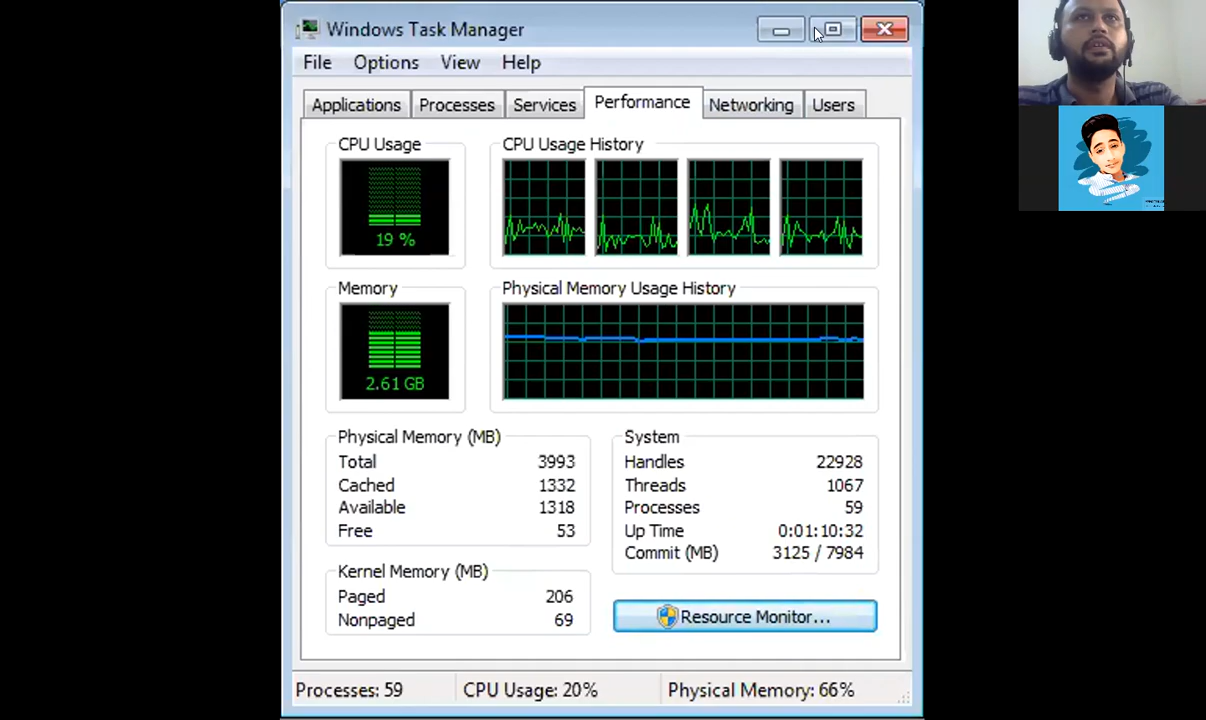 Windows Task Manager
File Options View Help
Applications Processes Services Performance Networking Users
CPU Usage
19 %
CPU Usage History
Memory
2.61 GB
Physical Memory Usage History
Physical Memory (MB)
Total 3993
Cached 1332
Available 1318
Free 53
System
Handles 22928
Threads 1067
Processes 59
Up Time 0:01:10:32
Commit (MB) 3125 / 7984
Kernel Memory (MB)
Paged 206
Nonpaged 69
Resource Monitor...
Processes: 59 CPU Usage: 20% Physical Memory: 66%